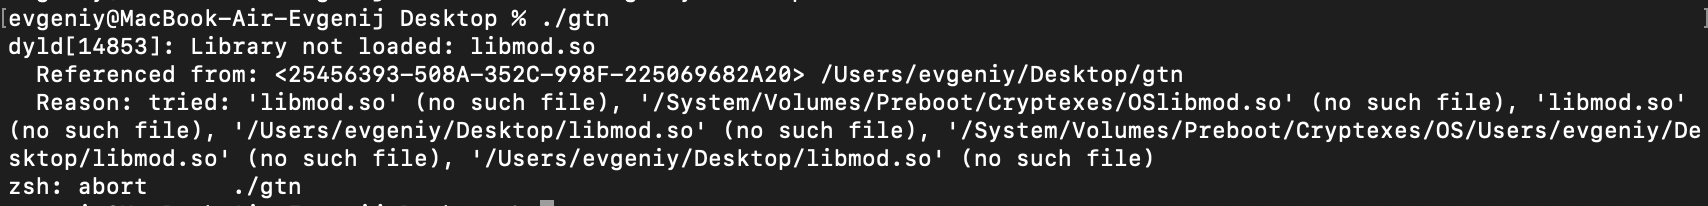 [evgeniy@MacBook-Air-Evgenij Desktop % ./gtn ]
dyld[14853]: Library not loaded: libmod.so
Referenced from: <25456393-508A-352C-998F-225069682A20> /Users/evgeniy/Desktop/gtn
Reason: tried: 'libmod.so' (no such file), '/System/Volumes/Preboot/Cryptexes/OSlibmod.so' (no such file), 'libmod.so'
(no such file), '/Users/evgeniy/Desktop/libmod.so' (no such file), '/System/Volumes/Preboot/Cryptexes/OS/Users/evgeniy/De
sktop/libmod.so' (no such file), '/Users/evgeniy/Desktop/libmod.so' (no such file)
zsh: abort ./gtn